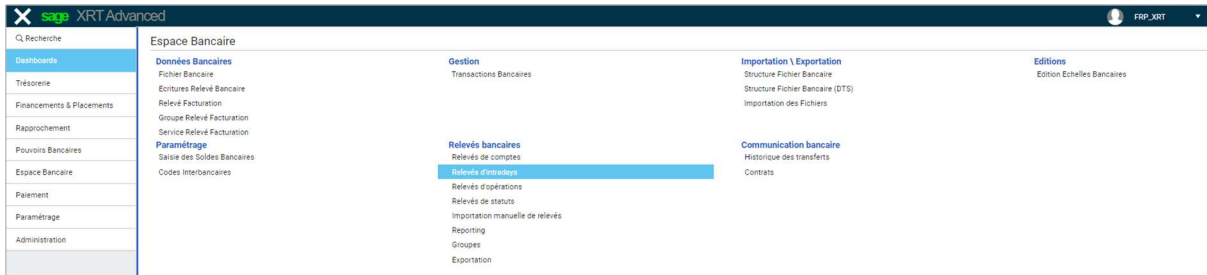 sage XRT Advanced
FRP_XRT
Recherche
Dashboards
Trésorerie
Financements & Placements
Rapprochement
Pouvoirs Bancaires
Espace Bancaire
Paiement
Paramétrage
Administration
Espace Bancaire
Données Bancaires
Fichier Bancaire
Ecritures Relevé Bancaire
Relevé Facturation
Groupe Relevé Facturation
Service Relevé Facturation
Gestion
Transactions Bancaires
Importation \ Exportation
Structure Fichier Bancaire
Structure Fichier Bancaire (DTS)
Importation des Fichiers
Editions
Edition Echelles Bancaires
Paramétrage
Saisie des Soldes Bancaires
Codes Interbancaires
Relevés bancaires
Relevés de comptes
Relevés d'intradays
Relevés d'opérations
Relevés de statuts
Importation manuelle de relevés
Reporting
Groupes
Exportation
Communication bancaire
Historique des transferts
Contrats